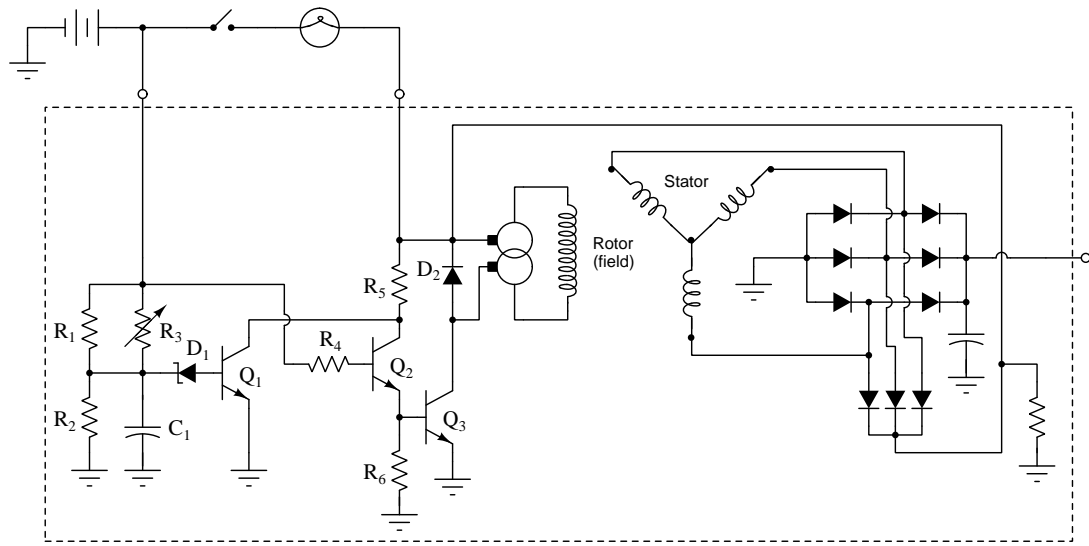 Stator
Rotor
(field)
D₂
R₅
R₁
R₃
D₁
R₄
Q₁
Q₂
R₂
C₁
Q₃
R₆